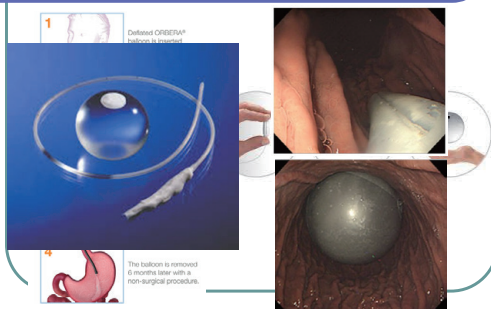 1
Deflated ORBERA®
balloon is inserted
4
The balloon is removed
6 months later with a
non-surgical procedure.